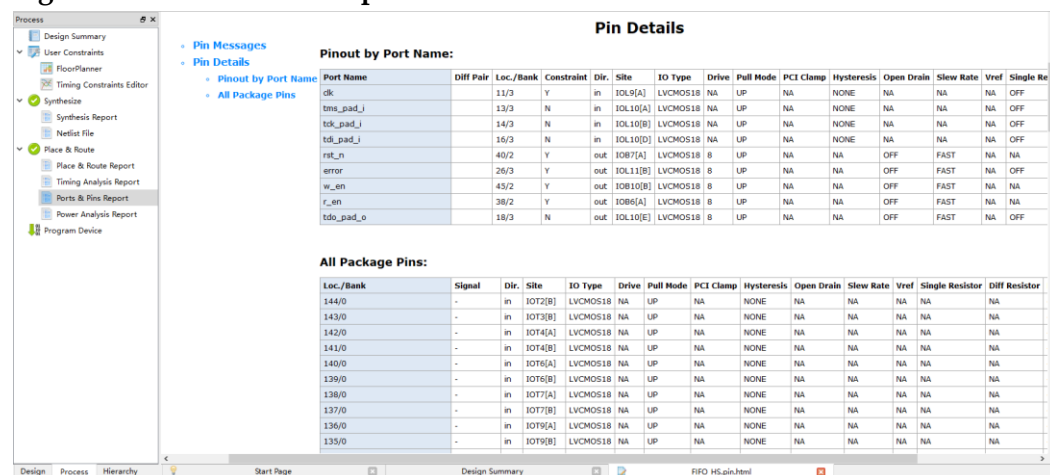 Process
Design Summary
User Constraints
FloorPlanner
Timing Constraints Editor
Synthesize
Synthesis Report
Netlist File
Place & Route
Place & Route Report
Timing Analysis Report
Ports & Pins Report
Power Analysis Report
Program Device
Pin Messages
Pin Details
Pinout by Port Name
All Package Pins
Pin Details
Pinout by Port Name:
Port Name Diff Pair Loc./Bank Constraint Dir. Site IO Type Drive Pull Mode PCI Clamp Hysteresis Open Drain Slew Rate Vref Single Re
clk 11/3 Y in IOL9[A] LVCMOS18 NA UP NA NONE NA NA NA OFF
tms_pad_i 13/3 N in IOL10[A] LVCMOS18 NA UP NA NONE NA NA NA OFF
tck_pad_i 14/3 N in IOL10[B] LVCMOS18 NA UP NA NONE NA NA NA OFF
tdi_pad_i 16/3 N in IOL10[D] LVCMOS18 NA UP NA NONE NA NA NA OFF
rst_n 40/2 Y out IOB7[A] LVCMOS18 8 UP NA NA OFF FAST NA NA
error 26/3 Y out IOL11[B] LVCMOS18 8 UP NA NA OFF FAST NA OFF
w_en 45/2 Y out IOB10[B] LVCMOS18 8 UP NA NA OFF FAST NA NA
r_en 38/2 Y out IOB6[A] LVCMOS18 8 UP NA NA OFF FAST NA NA
tdo_pad_o 18/3 N out IOL10[E] LVCMOS18 8 UP NA NA OFF FAST NA OFF
All Package Pins:
Loc./Bank Signal Dir. Site IO Type Drive Pull Mode PCI Clamp Hysteresis Open Drain Slew Rate Vref Single Resistor Diff Resistor
144/0 - in IOT2[B] LVCMOS18 NA UP NA NONE NA NA NA NA NA
143/0 - in IOT3[B] LVCMOS18 NA UP NA NONE NA NA NA NA NA
142/0 - in IOT4[A] LVCMOS18 NA UP NA NONE NA NA NA NA NA
141/0 - in IOT4[B] LVCMOS18 NA UP NA NONE NA NA NA NA NA
140/0 - in IOT6[A] LVCMOS18 NA UP NA NONE NA NA NA NA NA
139/0 - in IOT6[B] LVCMOS18 NA UP NA NONE NA NA NA NA NA
138/0 - in IOT7[A] LVCMOS18 NA UP NA NONE NA NA NA NA NA
137/0 - in IOT7[B] LVCMOS18 NA UP NA NONE NA NA NA NA NA
136/0 - in IOT9[A] LVCMOS18 NA UP NA NONE NA NA NA NA NA
135/0 - in IOT9[B] LVCMOS18 NA UP NA NONE NA NA NA NA NA
Design Process Hierarchy Start Page Design Summary FIFO_HS.pin.html